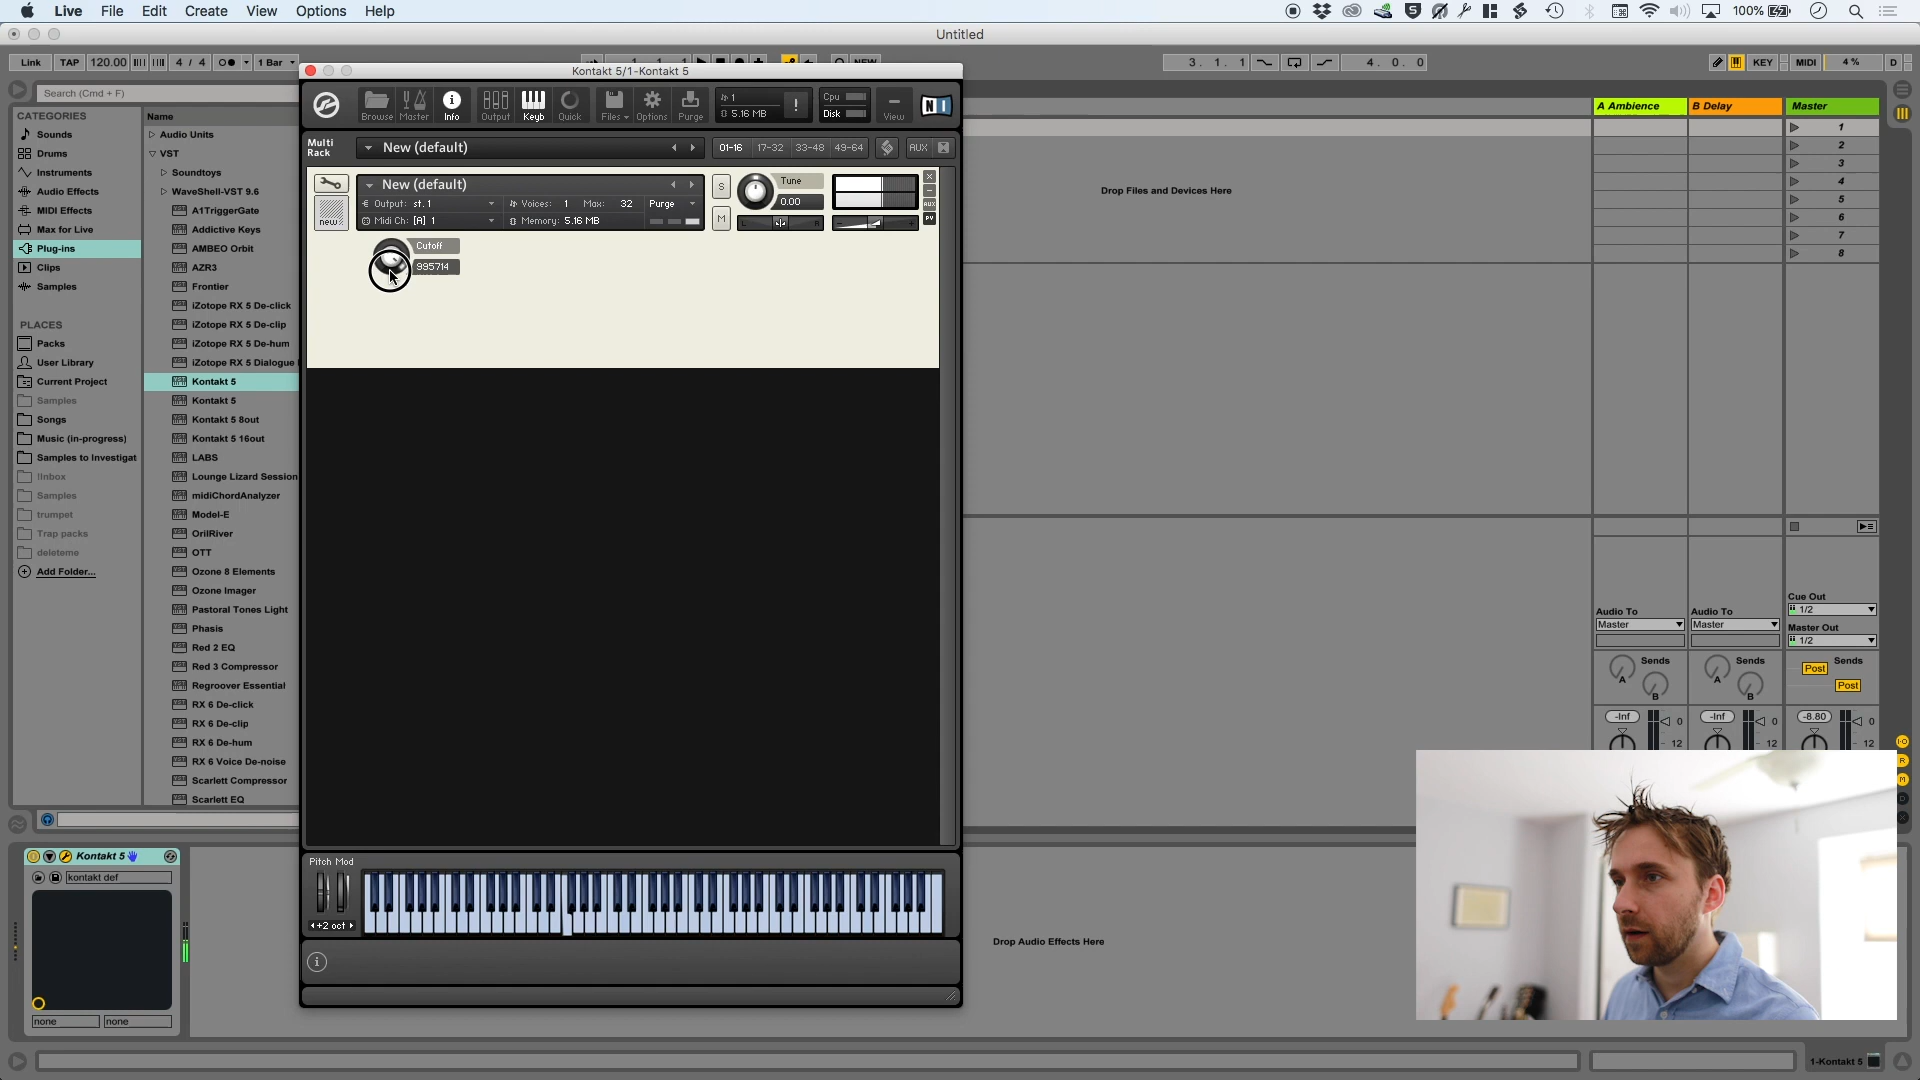 Live File Edit Create View Options Help
100%
Untitled
Link TAP 120.00 4 / 4 1 Bar
NEW
3. 1. 1 4. 0. 0
KEY MIDI 4 % D
Search (Cmd + F)
CATEGORIES
Sounds
Drums
Instruments
Audio Effects
MIDI Effects
Max for Live
Plug-ins
Clips
Samples
PLACES
Packs
User Library
Current Project
Samples
Songs
Music (in-progress)
Samples to Investigat
!Inbox
Samples
trumpet
Trap packs
deleteme
Add Folder...
Name
Audio Units
VST
Soundtoys
WaveShell-VST 9.6
A1TriggerGate
Addictive Keys
AMBEO Orbit
AZR3
Frontier
iZotope RX 5 De-click
iZotope RX 5 De-clip
iZotope RX 5 De-hum
iZotope RX 5 Dialogue
Kontakt 5
Kontakt 5
Kontakt 5 8out
Kontakt 5 16out
LABS
Lounge Lizard Session
midiChordAnalyzer
Model-E
OrilRiver
OTT
Ozone 8 Elements
Ozone Imager
Pastoral Tones Light
Phasis
Red 2 EQ
Red 3 Compressor
Regroover Essential
RX 6 De-click
RX 6 De-clip
RX 6 De-hum
RX 6 Voice De-noise
Scarlett Compressor
Scarlett EQ
Kontakt 5/1-Kontakt 5
Browse Master Info Output Keyb Quick Files Options Purge
1
5.16 MB
!
Cpu
Disk
View
NI
Multi
Rack
New (default)
01-16 17-32 33-48 49-64 AUX
New (default)
Output: st. 1 Voices: 1 Max: 32 Purge
Midi Ch: [A] 1 Memory: 5.16 MB
new
S
M
Tune
0.00
L R
AUX
PV
Cutoff
995714
Pitch Mod
+2 oct
Drop Files and Devices Here
A Ambience B Delay Master
1
2
3
4
5
6
7
8
Audio To
Master
Audio To
Master
Cue Out
1/2
Master Out
1/2
Sends
A
B
Sends
A
B
Sends
Post
Post
-Inf 0
12
-Inf 0
12
-8.80 0
12
Kontakt 5
kontakt def
none none
Drop Audio Effects Here
1-Kontakt 5